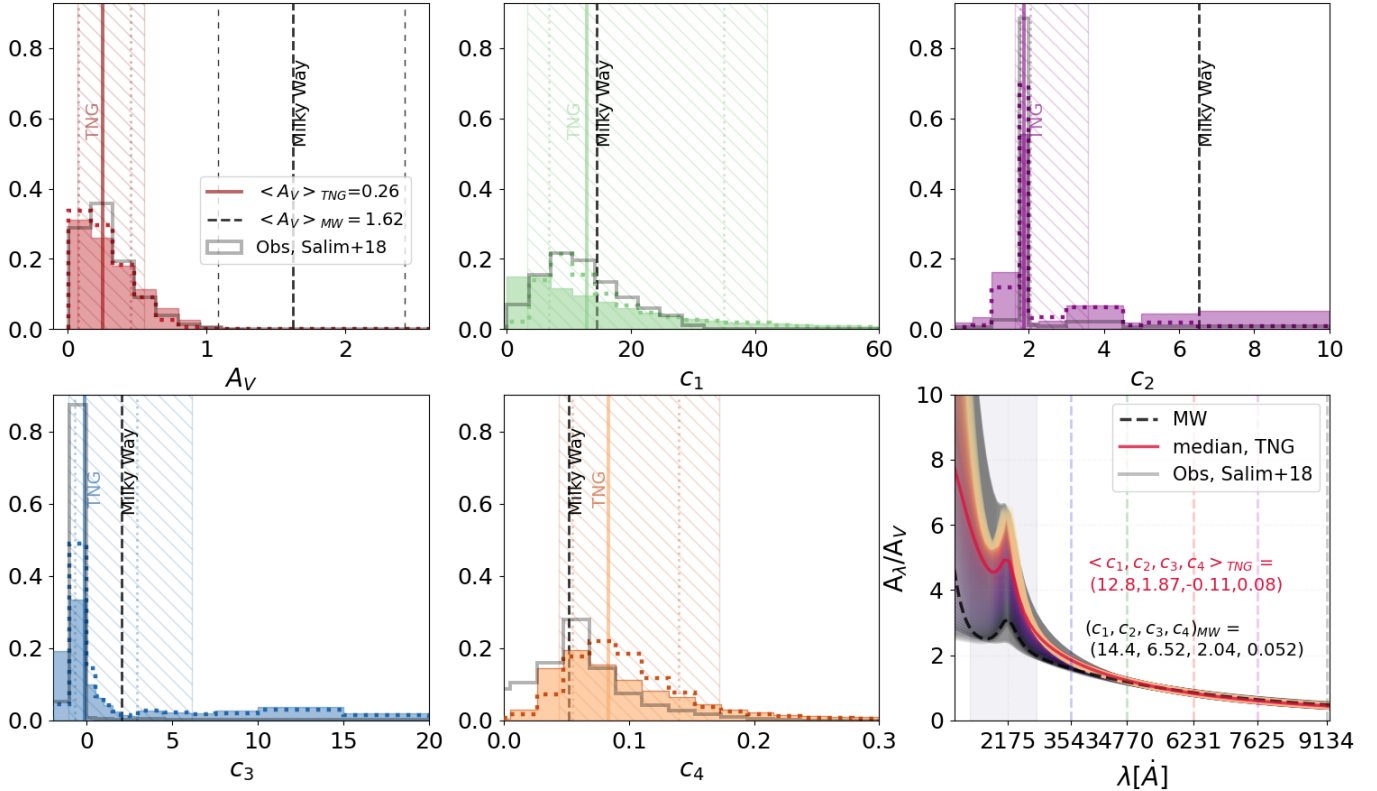 0.8
0.6
0.4
0.2
0.0
TNG
Milky Way
< A_V >_TNG=0.26
< A_V >_MW = 1.62
Obs, Salim+18
0 1 2
A_V
0.8
0.6
0.4
0.2
0.0
TNG
Milky Way
0 20 40 60
c_1
0.8
0.6
0.4
0.2
0.0
TNG
Milky Way
2 4 6 8 10
c_2
0.8
0.6
0.4
0.2
0.0
TNG
Milky Way
0 5 10 15 20
c_3
0.8
0.6
0.4
0.2
0.0
Milky Way
TNG
0.0 0.1 0.2 0.3
c_4
10
8
6
4
2
0
A_λ/A_V
MW
median, TNG
Obs, Salim+18
< c_1, c_2, c_3, c_4 >_TNG =
(12.8,1.87,-0.11,0.08)
(c_1, c_2, c_3, c_4)_MW =
(14.4, 6.52, 2.04, 0.052)
2175 3543 4770 6231 7625 9134
λ[Ȧ]